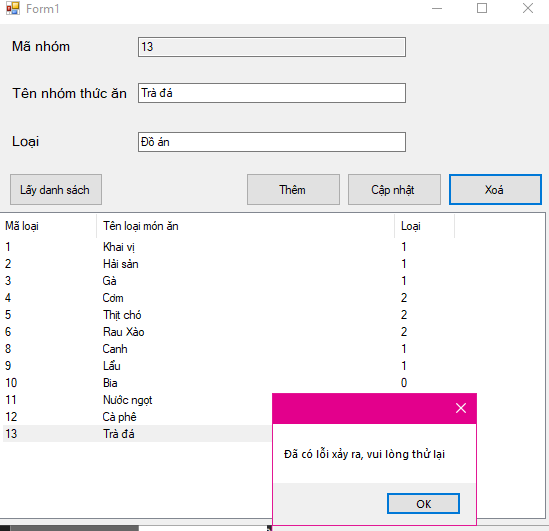 Form1
Mã nhóm
13
Tên nhóm thức ăn
Trà đá
Loại
Đồ án
Lấy danh sách Thêm Cập nhật Xoá
Mã loại Tên loại món ăn Loại
1 Khai vị 1
2 Hải sản 1
3 Gà 1
4 Cơm 2
5 Thịt chó 2
6 Rau Xào 2
8 Canh 1
9 Lẩu 1
10 Bia 0
11 Nước ngọt
12 Cà phê
13 Trà đá
Đã có lỗi xảy ra, vui lòng thử lại
OK